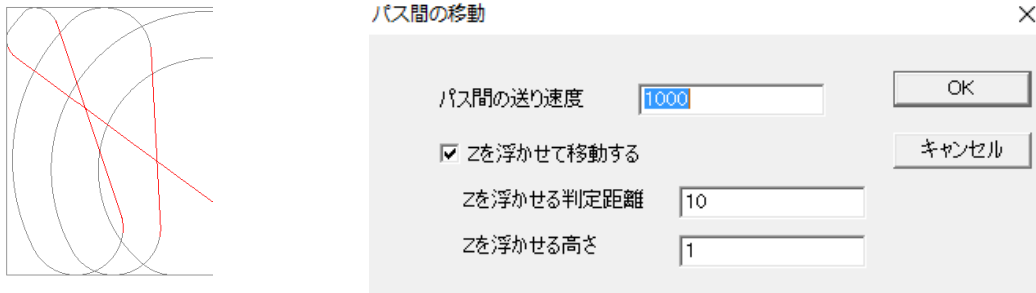 パス間の移動
パス間の送り速度 1000 OK
Zを浮かせて移動する キャンセル
Zを浮かせる判定距離 10
Zを浮かせる高さ 1